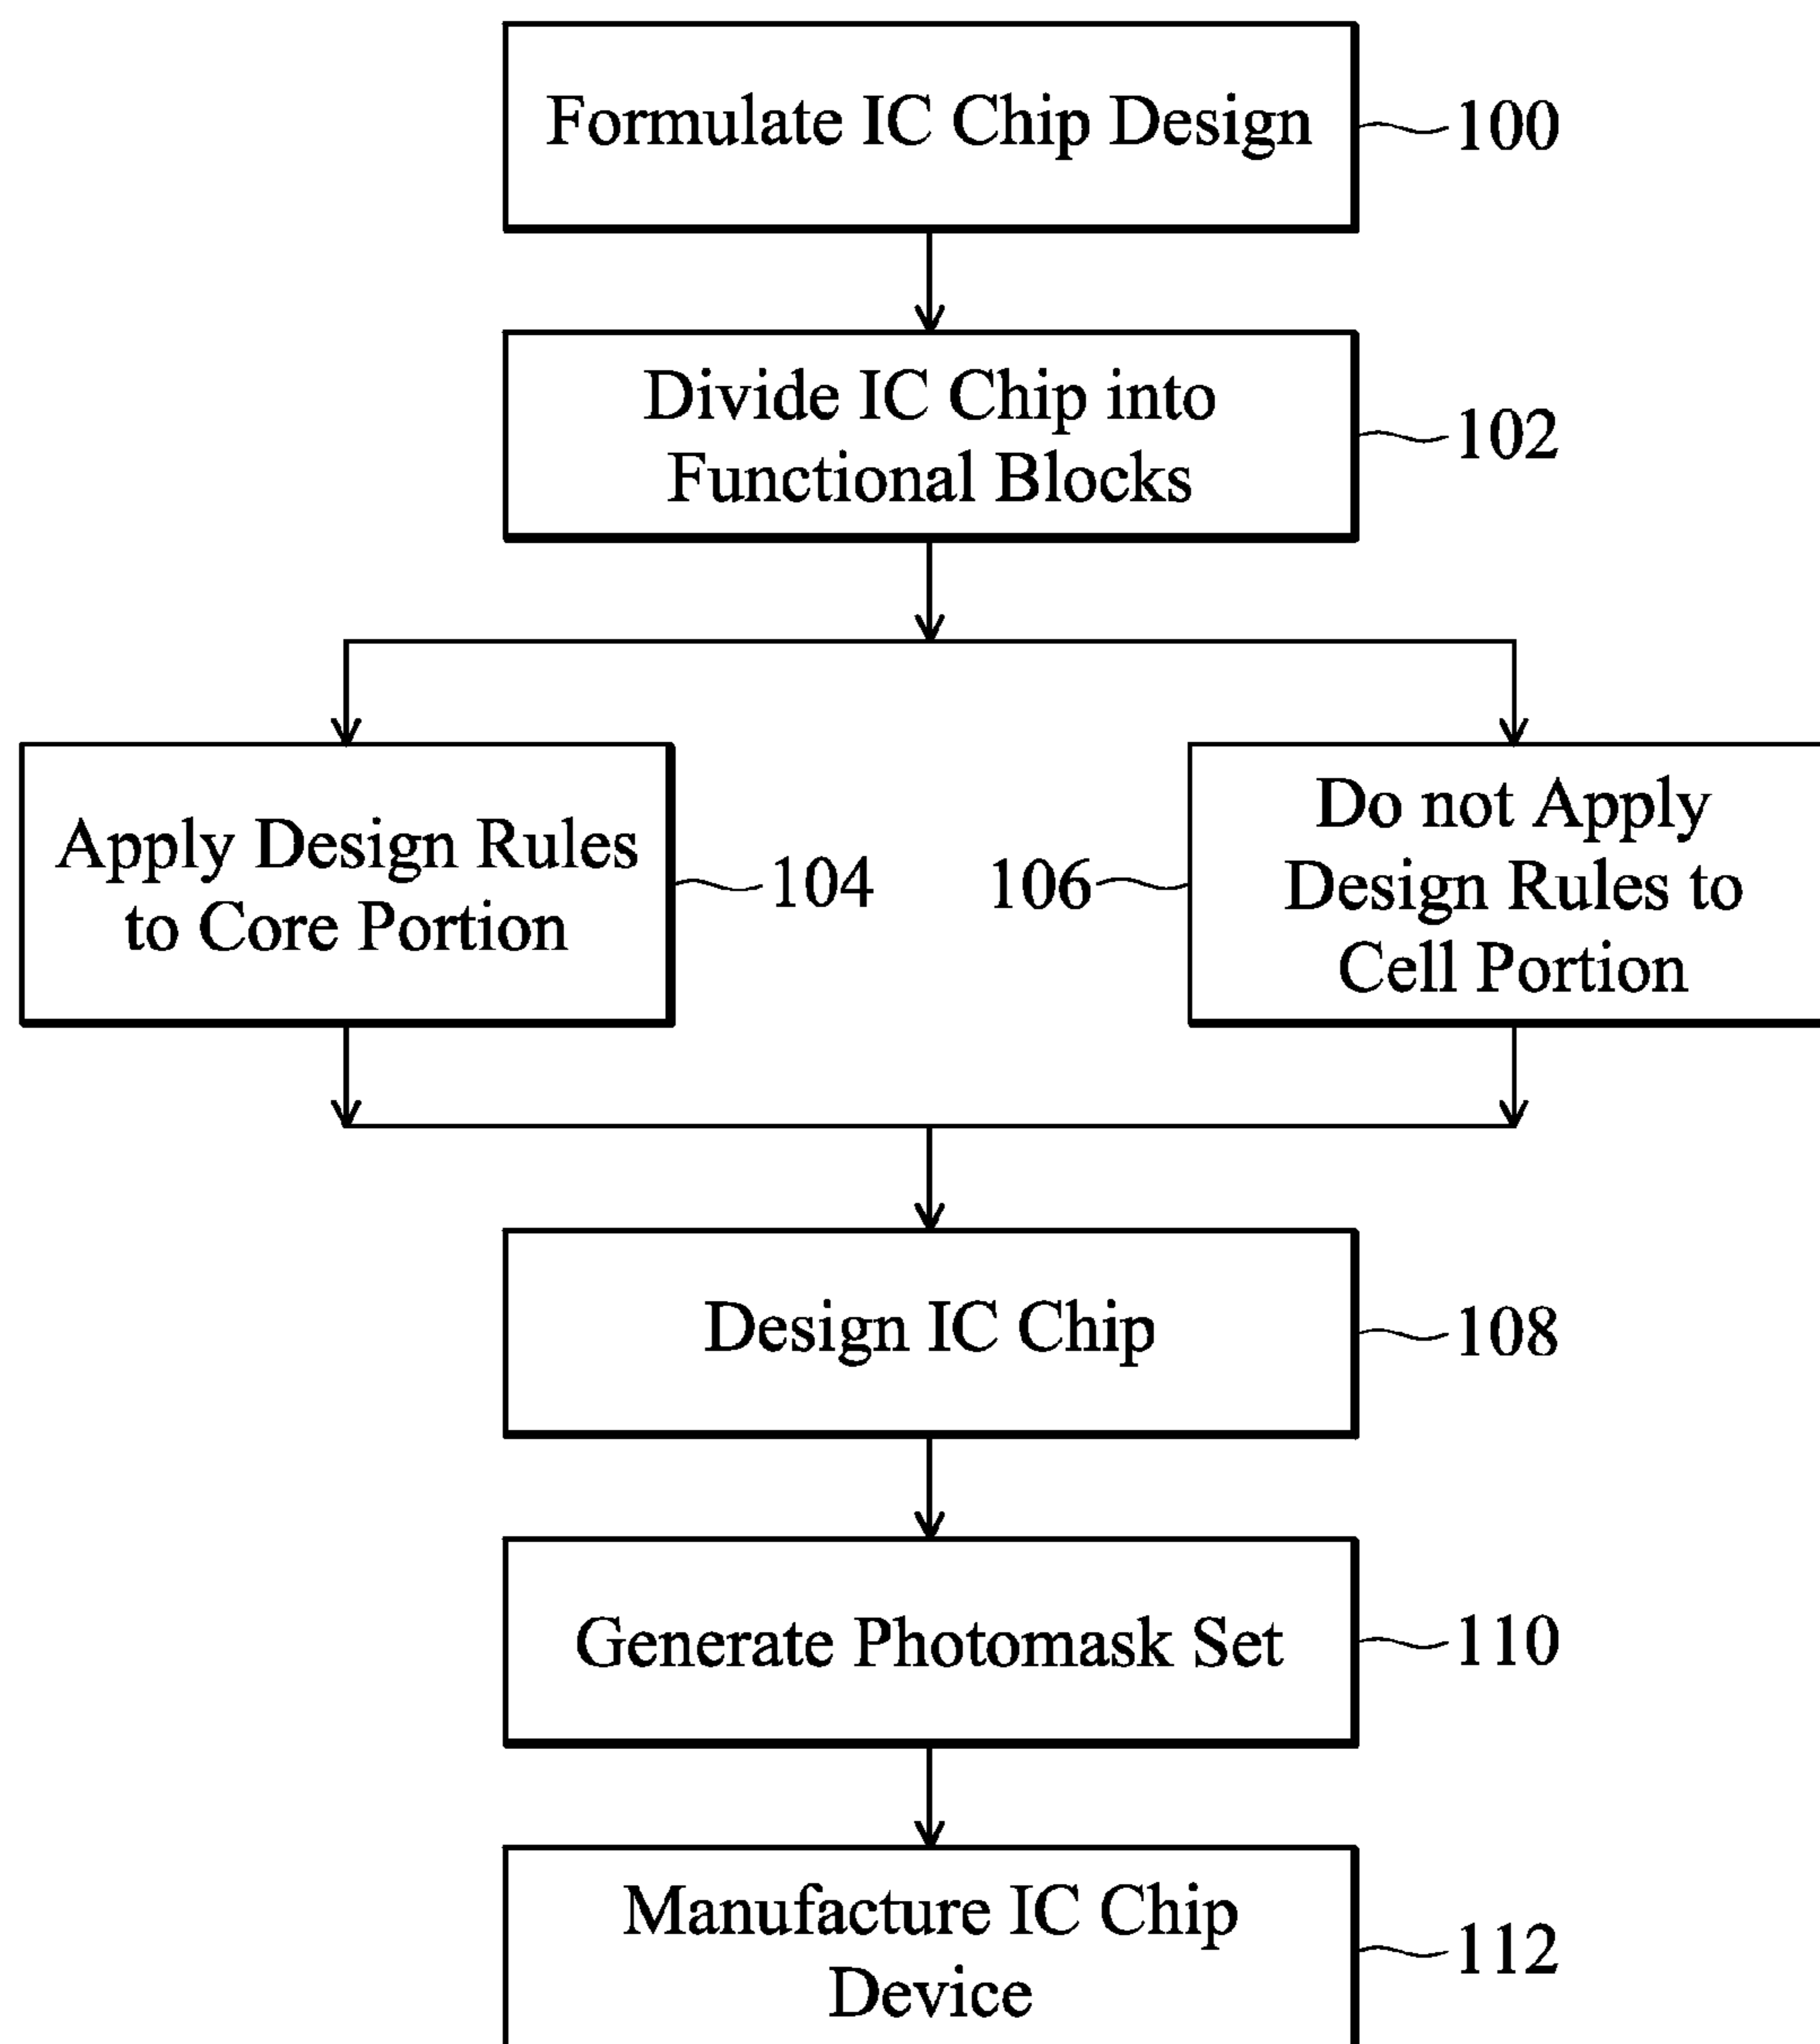 Formulate IC Chip Design
100
Divide IC Chip into
Functional Blocks
102
Apply Design Rules
to Core Portion
104
106
Do not Apply
Design Rules to
Cell Portion
Design IC Chip
108
Generate Photomask Set
110
Manufacture IC Chip
Device
112